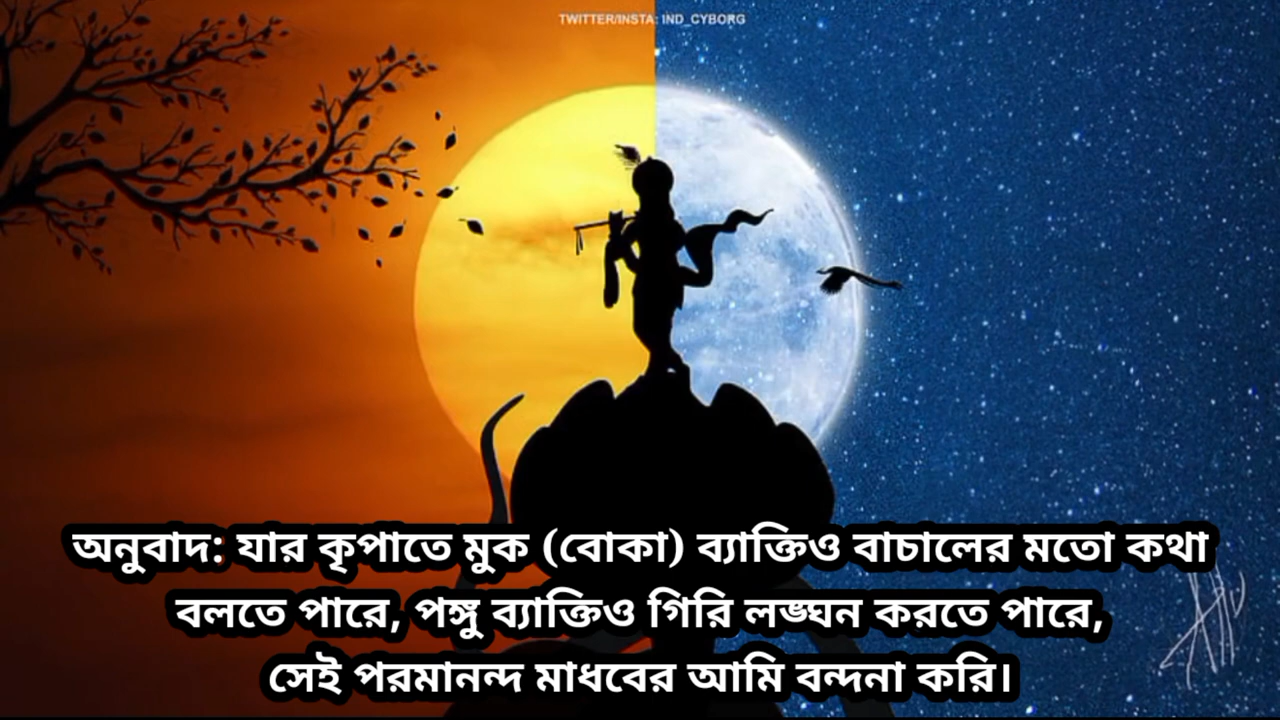 TWITTER/INSTA: IND_CYBORG
অনুবাদ: যার কৃপাতে মুক (বোকা) ব্যাক্তিও বাচালের মতো কথা
বলতে পারে, পঙ্গু ব্যাক্তিও গিরি লঙ্ঘন করতে পারে,
সেই পরমানন্দ মাধবের আমি বন্দনা করি।